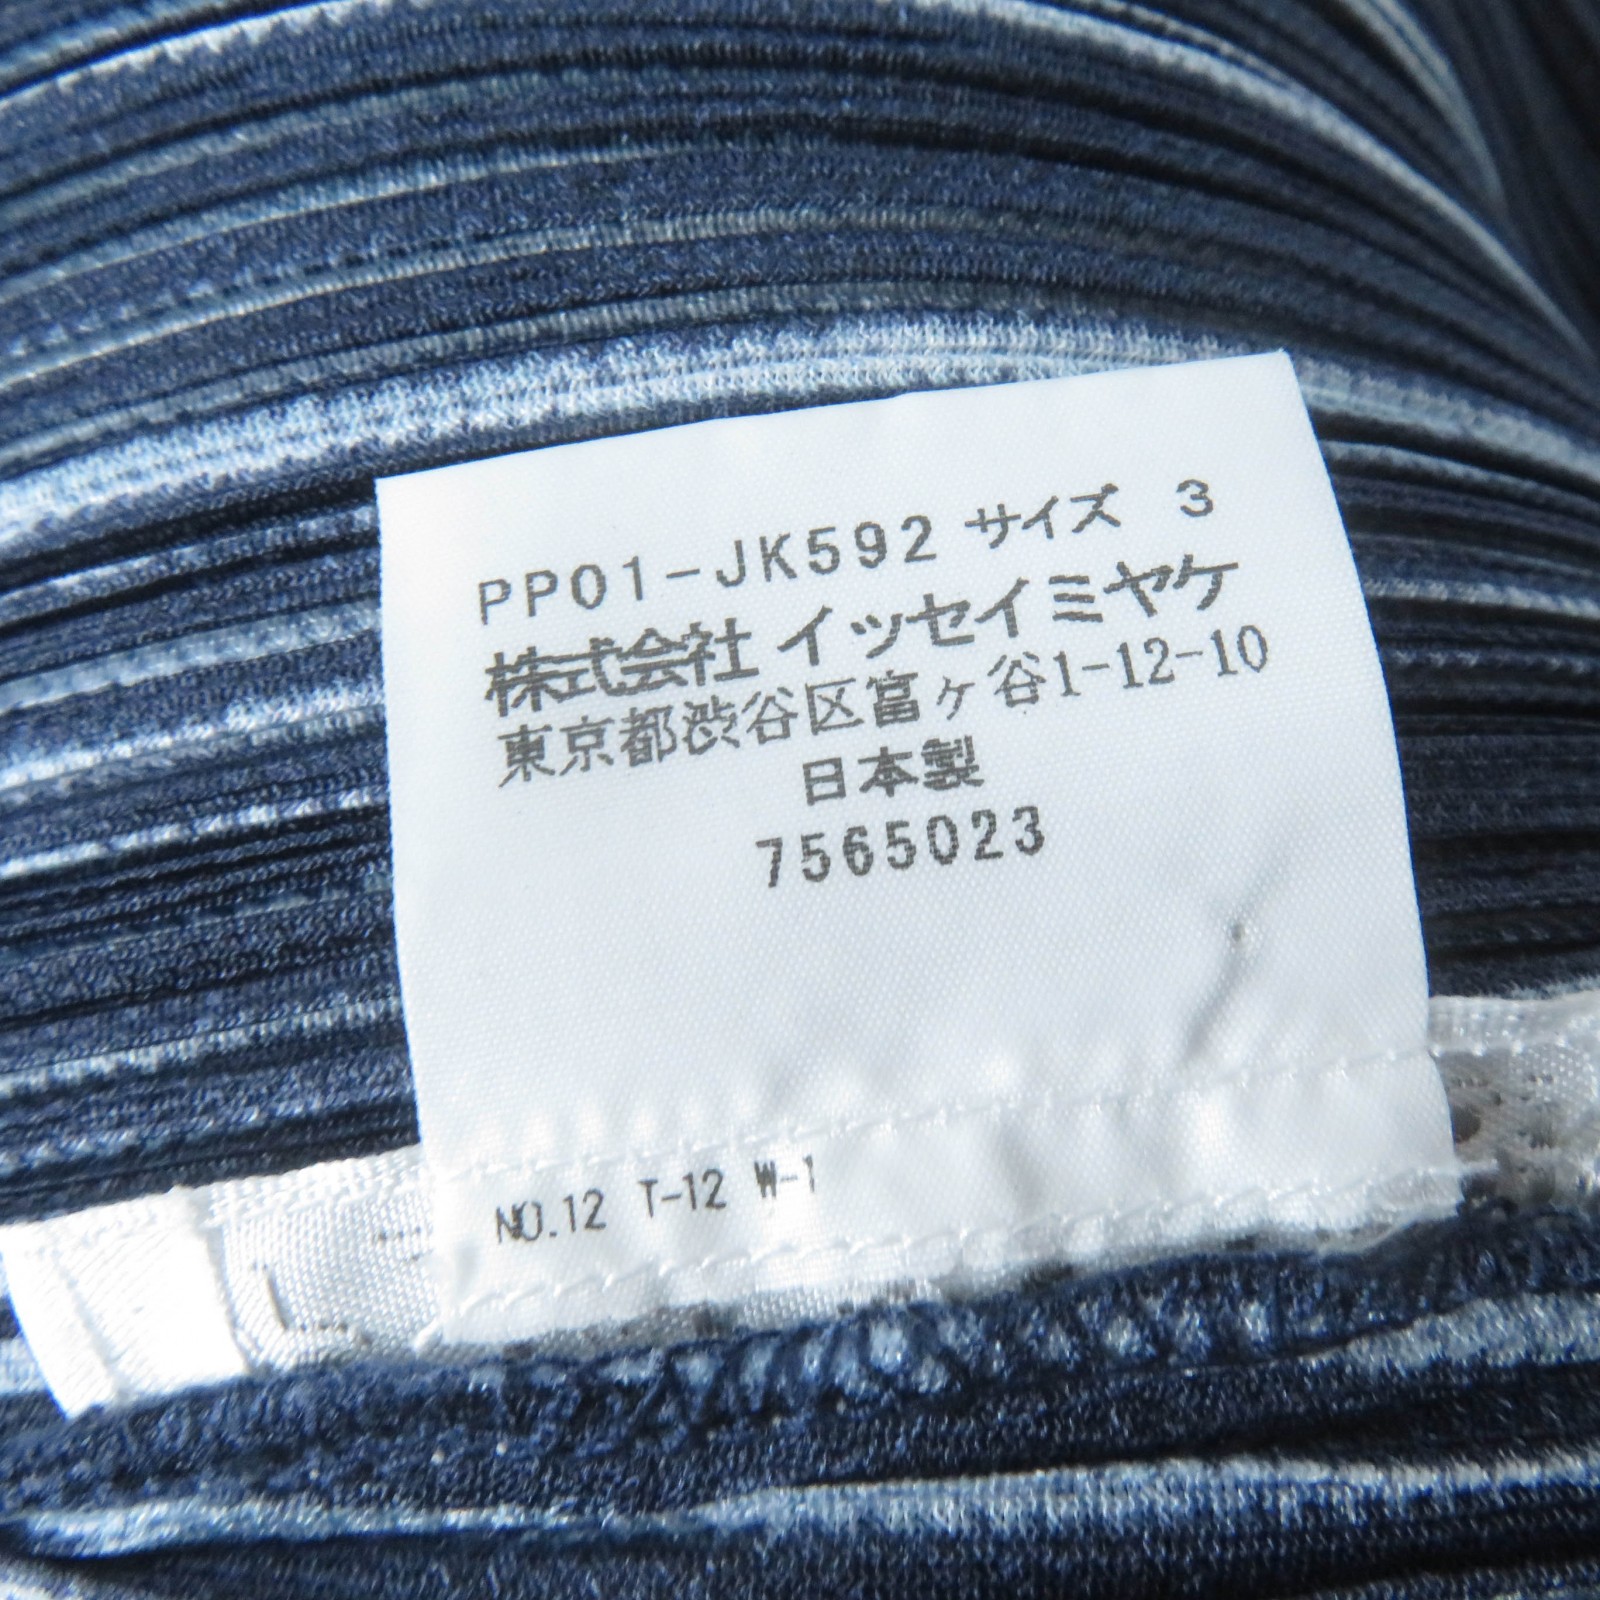 PP01-JK592 サイズ 3
株式会社 イッセイミヤケ
東京都渋谷区富ヶ谷1-12-10
日本製
7565023
NO.12 T-12 W-1